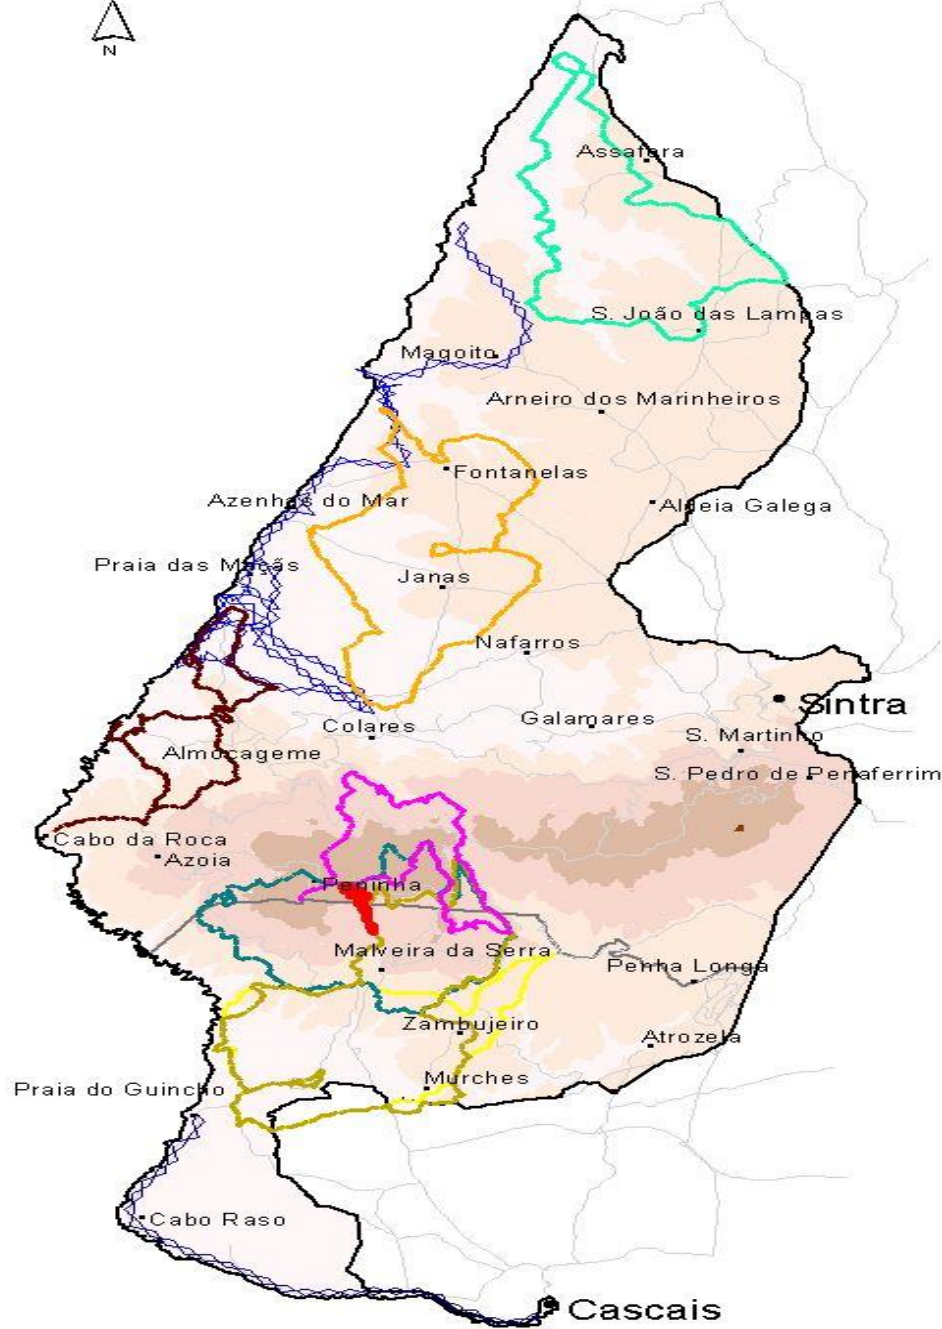 N
Assafora
S. João das Lampas
Magoito
Arneiro dos Marinheiros
Fontanelas
Azenhas do Mar
Aldeia Galega
Praia das Maçãs
Janas
Nafarros
Sintra
Colares
Galamares
S. Martinho
Almoçageme
S. Pedro de Penaferrim
Cabo da Roca
Azoia
Peninha
Malveira da Serra
Penha Longa
Zambujeiro
Atrozela
Murches
Praia do Guincho
Cabo Raso
Cascais